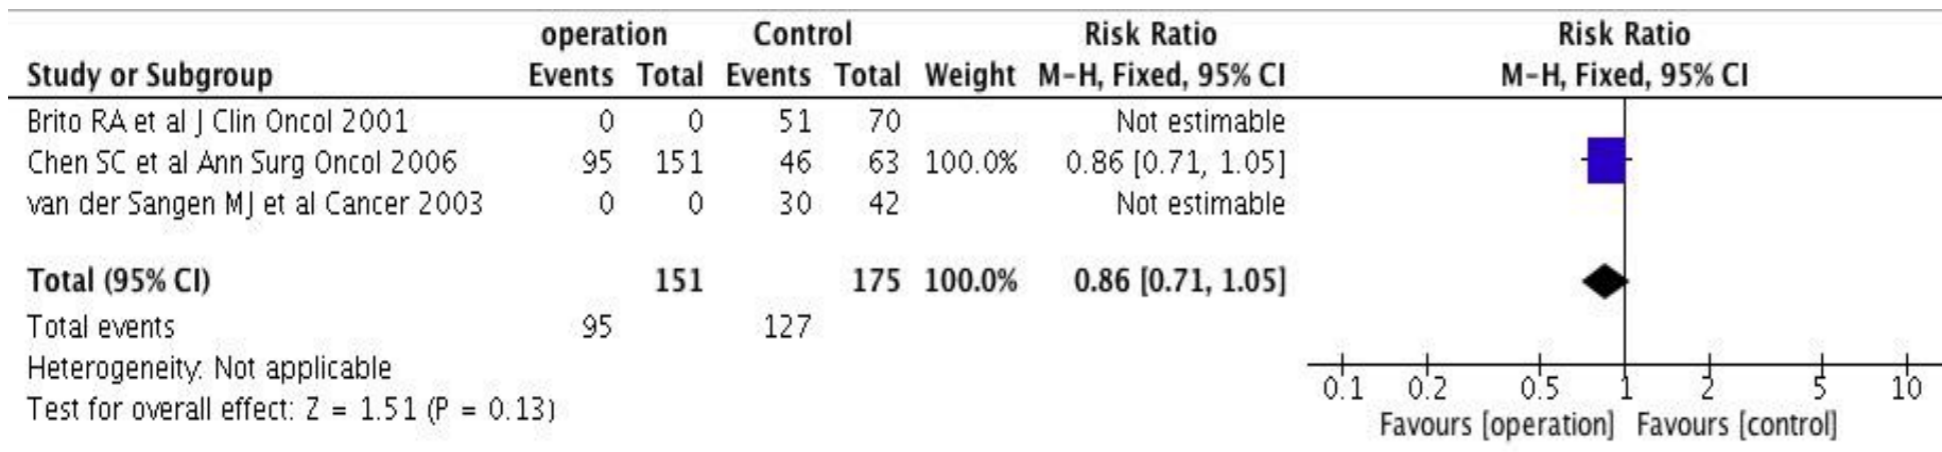 operation Control Risk Ratio Risk Ratio
Study or Subgroup Events Total Events Total Weight M-H, Fixed, 95% CI M-H, Fixed, 95% CI
Brito RA et al J Clin Oncol 2001 0 0 51 70 Not estimable
Chen SC et al Ann Surg Oncol 2006 95 151 46 63 100.0% 0.86 [0.71, 1.05]
van der Sangen MJ et al Cancer 2003 0 0 30 42 Not estimable
Total (95% CI) 151 175 100.0% 0.86 [0.71, 1.05]
Total events 95 127
Heterogeneity: Not applicable
Test for overall effect: Z = 1.51 (P = 0.13)
0.1 0.2 0.5 1 2 5 10
Favours [operation] Favours [control]